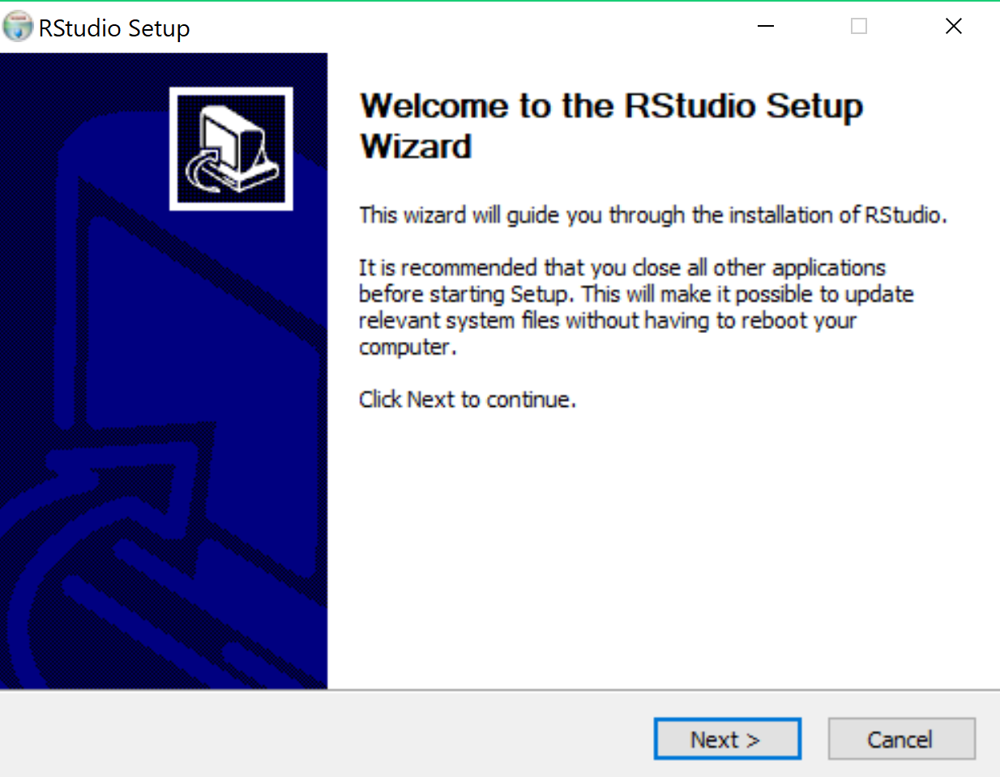 RStudio Setup
Welcome to the RStudio Setup
Wizard
This wizard will guide you through the installation of RStudio.
It is recommended that you close all other applications
before starting Setup. This will make it possible to update
relevant system files without having to reboot your
computer.
Click Next to continue.
Next >
Cancel